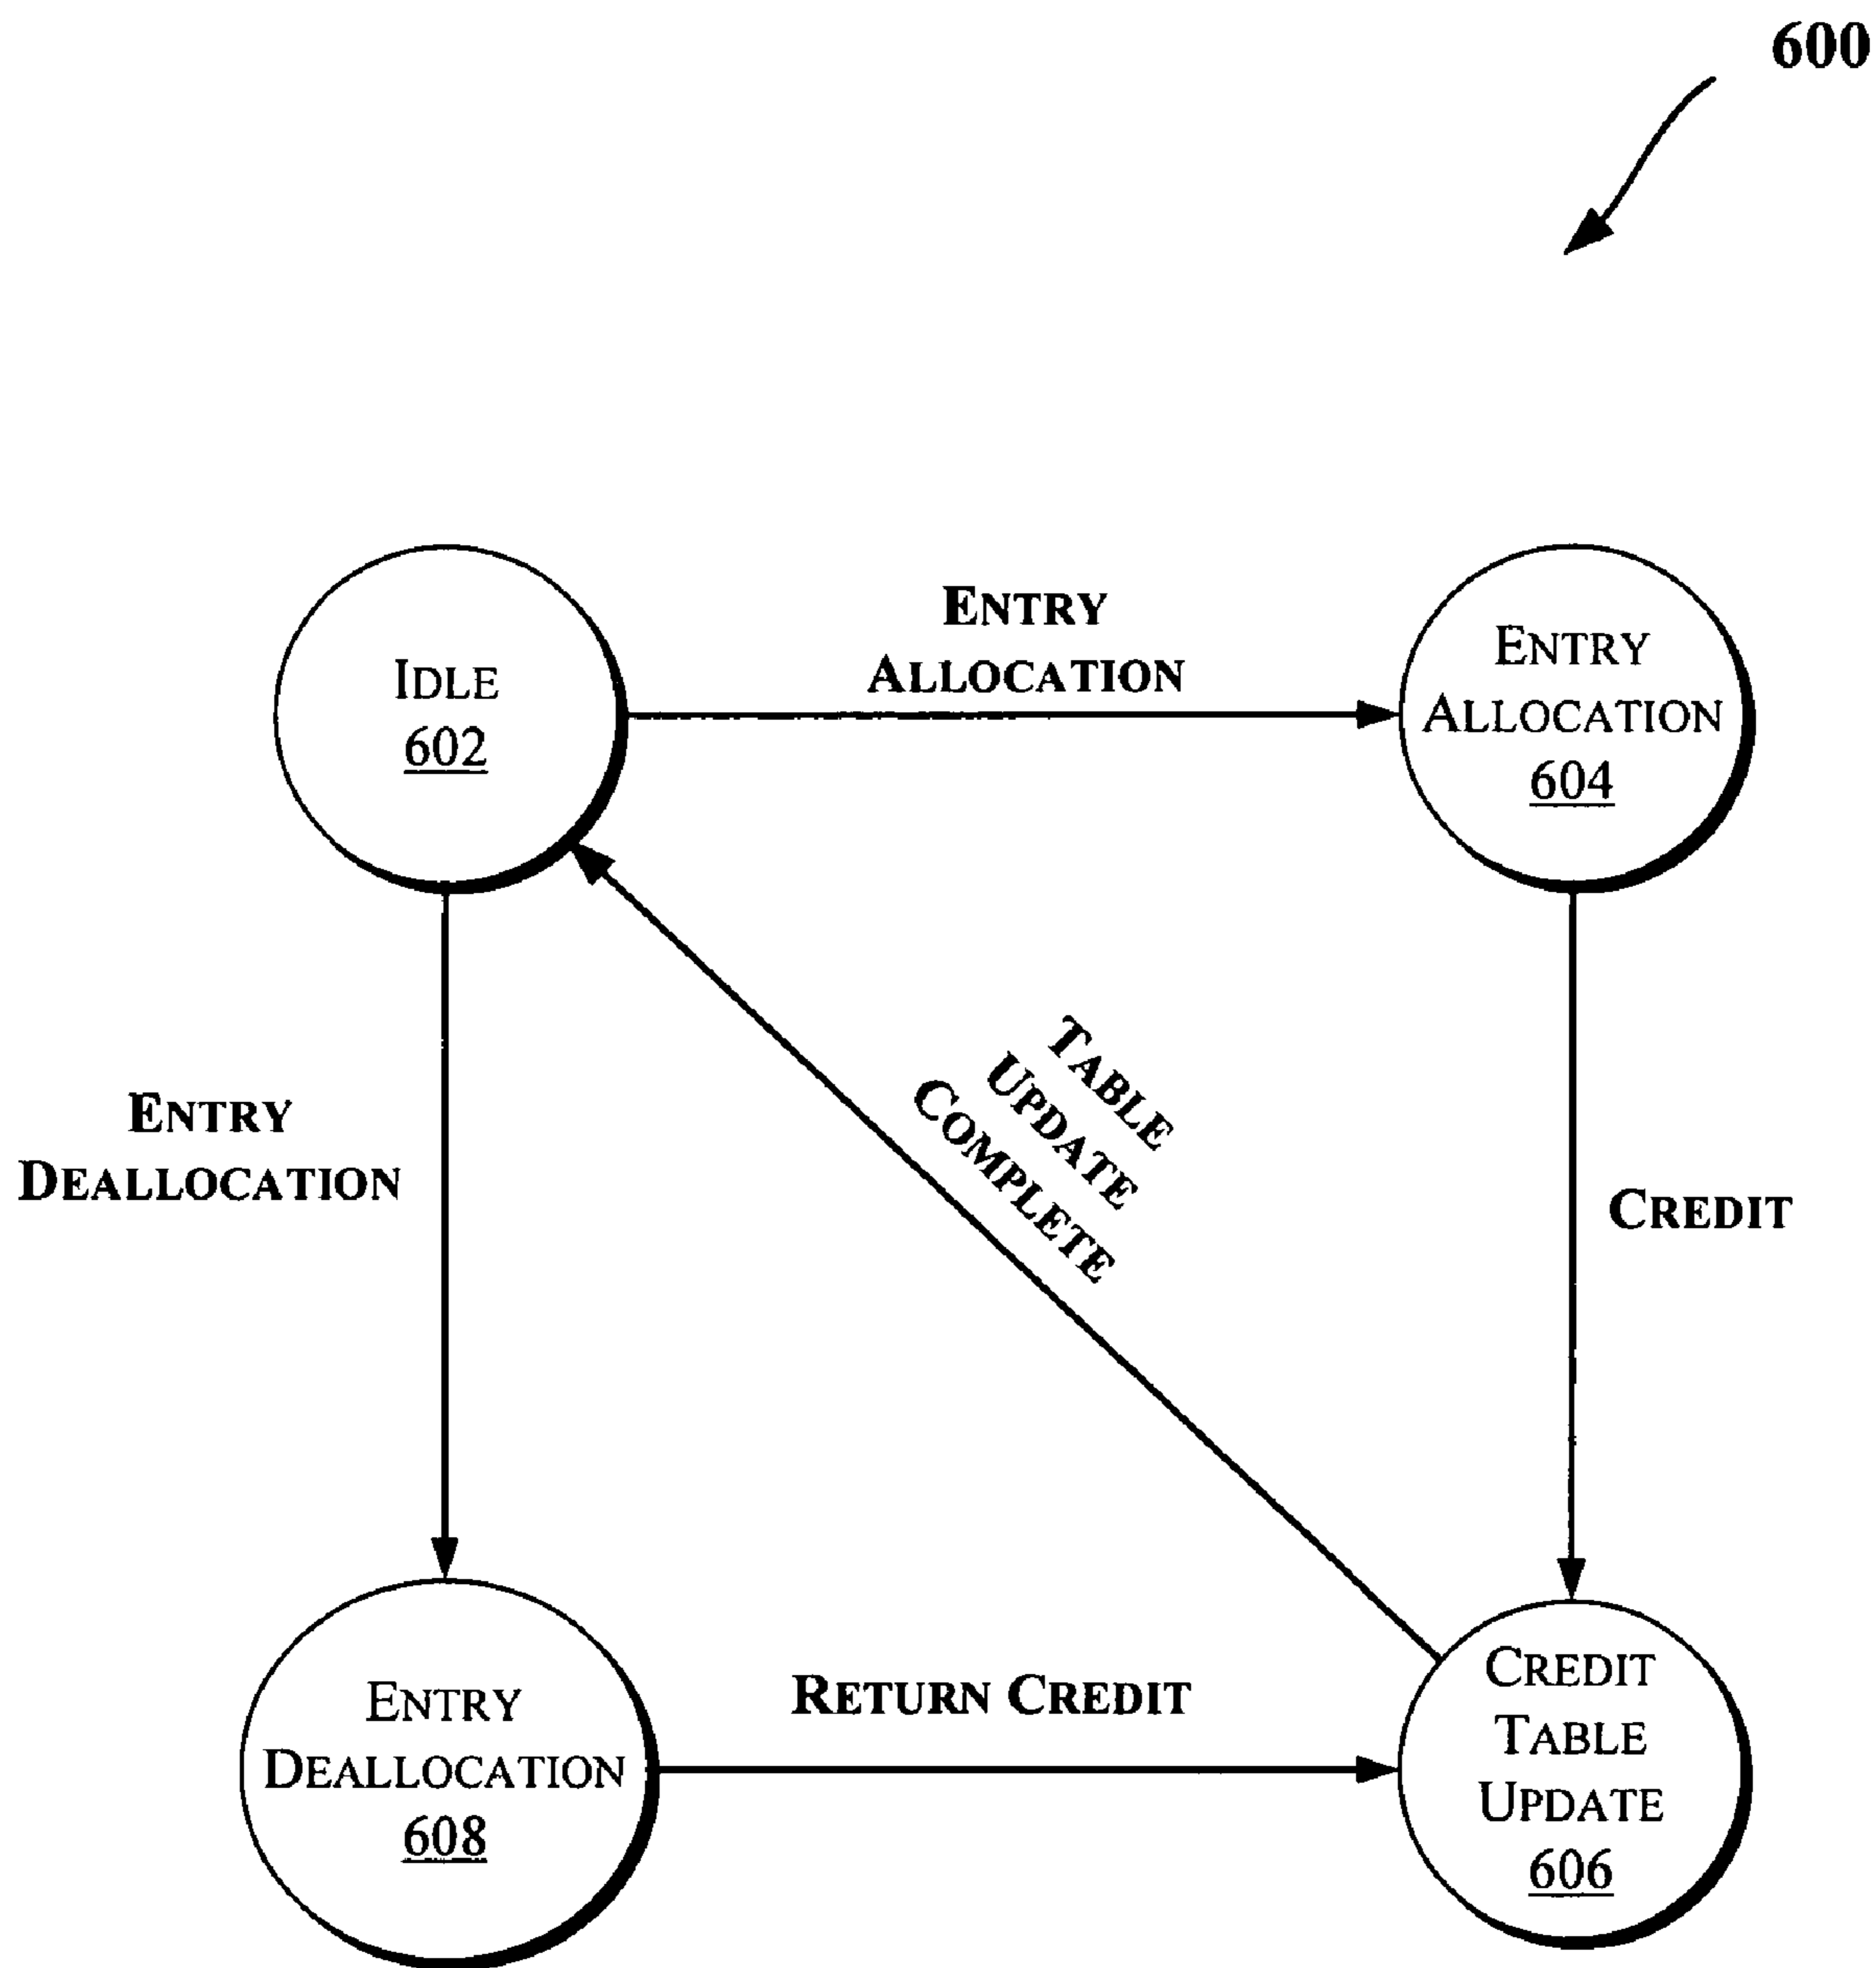 600
IDLE
602
ENTRY
ALLOCATION
ENTRY
ALLOCATION
604
ENTRY
DEALLOCATION
TABLE
UPDATE
COMPLETE
CREDIT
ENTRY
DEALLOCATION
608
RETURN CREDIT
CREDIT
TABLE
UPDATE
606